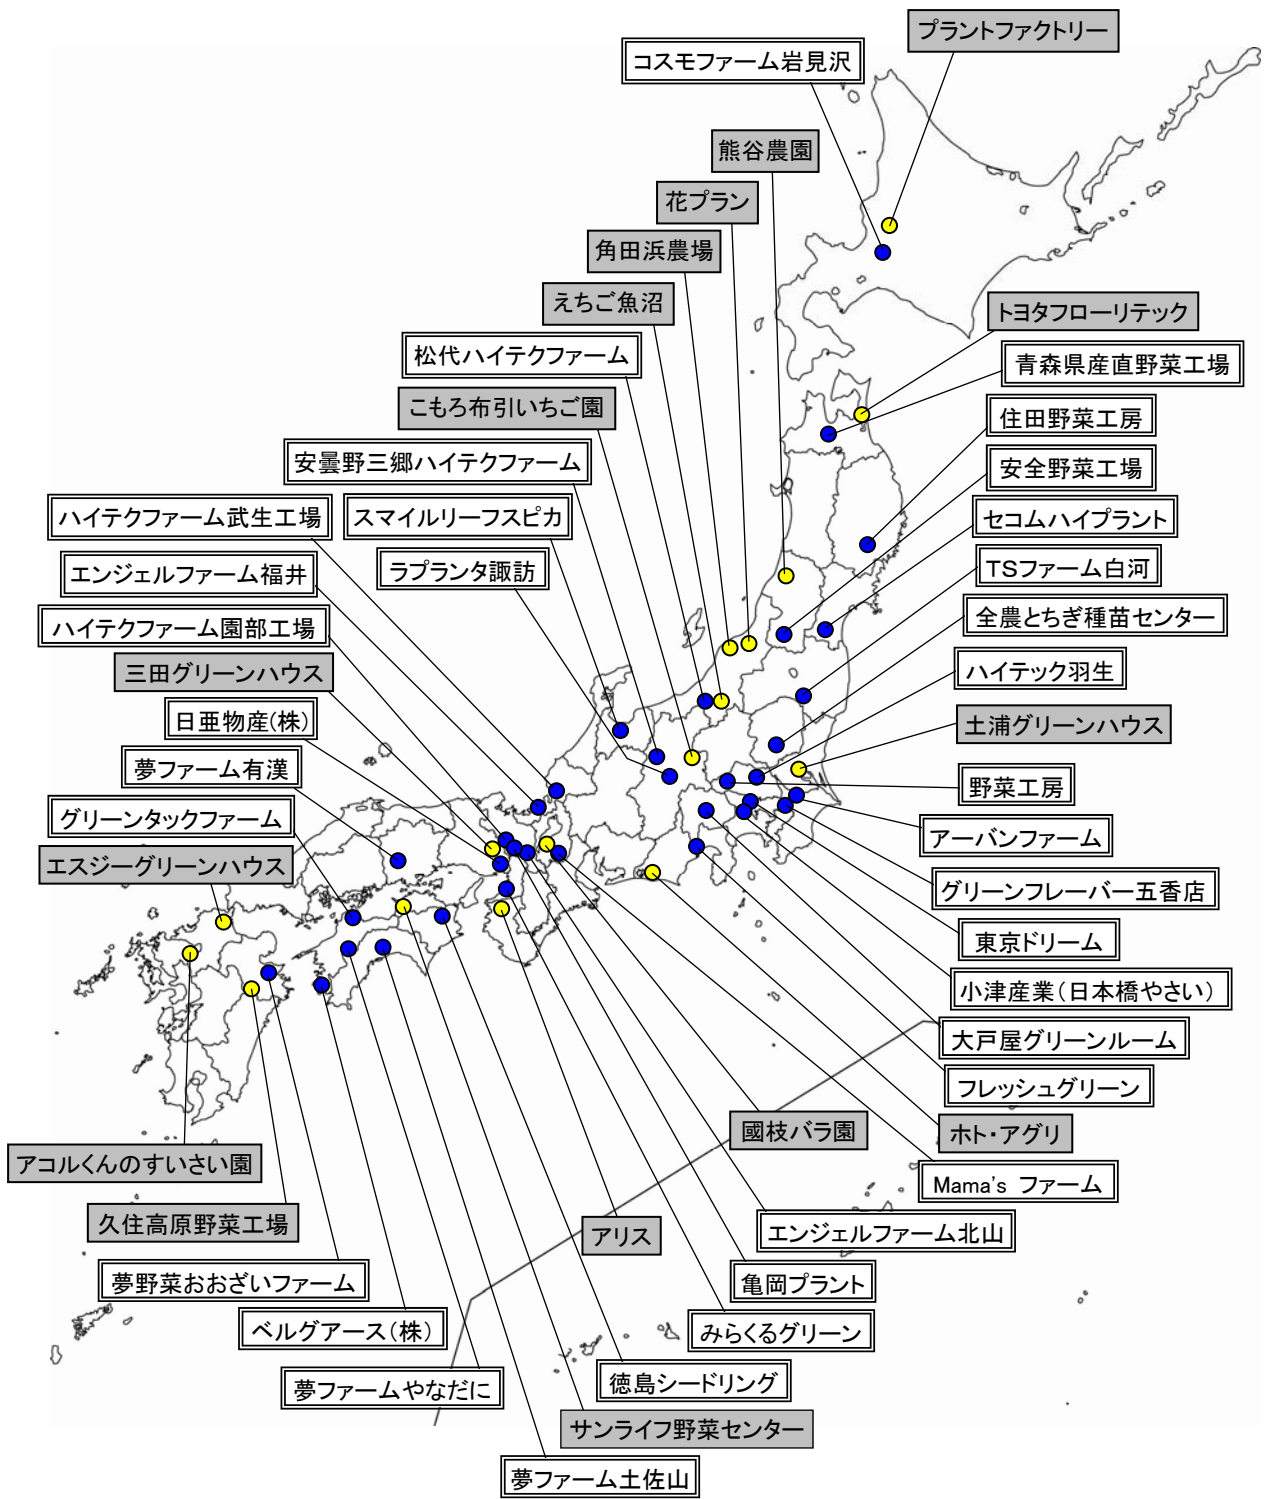 プラントファクトリー
コスモファーム岩見沢
熊谷農園
花プラン
角田浜農場
えちご魚沼
松代ハイテクファーム
こもろ布引いちご園
安曇野三郷ハイテクファーム
スマイルリーフスピカ
ラプランタ諏訪
ハイテクファーム武生工場
エンジェルファーム福井
ハイテクファーム園部工場
三田グリーンハウス
日亜物産(株)
夢ファーム有漢
グリーンタックファーム
エスジーグリーンハウス
トヨタフローリテック
青森県産直野菜工場
住田野菜工房
安全野菜工場
セコムハイプラント
TSファーム白河
全農とちぎ種苗センター
ハイテック羽生
土浦グリーンハウス
野菜工房
アーバンファーム
グリーンフレーバー五香店
東京ドリーム
小津産業(日本橋やさい)
大戸屋グリーンルーム
フレッシュグリーン
ホト・アグリ
Mama's ファーム
國枝バラ園
エンジェルファーム北山
亀岡プラント
みらくるグリーン
アリス
徳島シードリング
サンライフ野菜センター
夢ファーム土佐山
夢ファームやなだに
ベルグアース(株)
夢野菜おおざいファーム
久住高原野菜工場
アコルくんのすいさい園